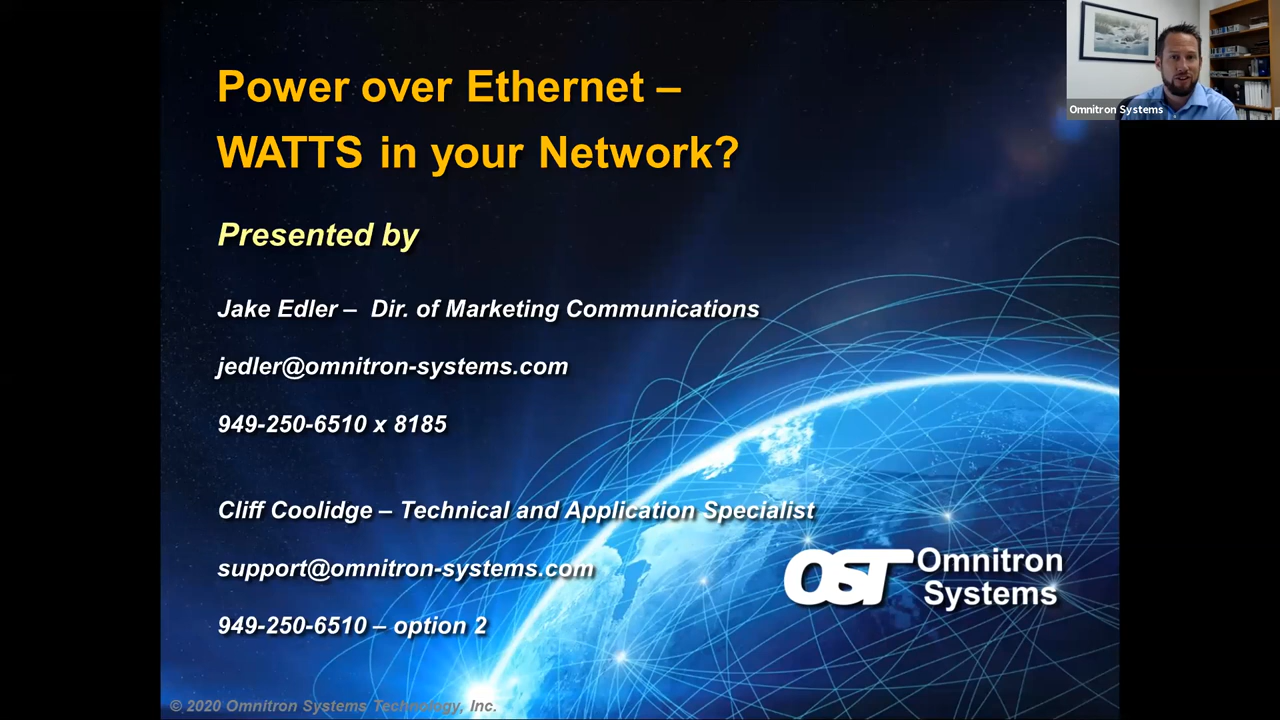 Power over Ethernet –
WATTS in your Network?
Presented by
Jake Edler – Dir. of Marketing Communications
jedler@omnitron-systems.com
949-250-6510 x 8185
Cliff Coolidge – Technical and Application Specialist
support@omnitron-systems.com
949-250-6510 – option 2
OST Omnitron
Systems
© 2020 Omnitron Systems Technology, Inc.
Omnitron Systems